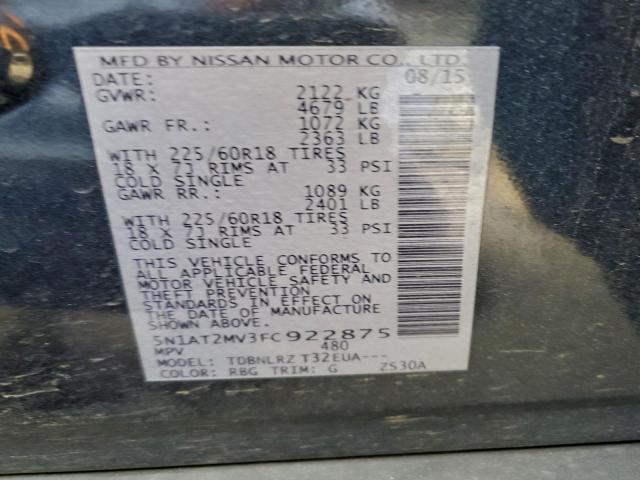 MFD BY NISSAN MOTOR CO., LTD.
DATE: 08/15
GVWR: 2122 KG
4679 LB
GAWR FR.: 1072 KG
2363 LB
WITH 225/60R18 TIRES
18 X 7J RIMS AT 33 PSI
COLD SINGLE
GAWR RR.: 1089 KG
2401 LB
WITH 225/60R18 TIRES
18 X 7J RIMS AT 33 PSI
COLD SINGLE
THIS VEHICLE CONFORMS TO
ALL APPLICABLE FEDERAL
MOTOR VEHICLE SAFETY AND
THEFT PREVENTION
STANDARDS IN EFFECT ON
THE DATE OF MANUFACTURE
SHOWN ABOVE.
5N1AT2MV3FC922875
MPV 480
MODEL: TDBNLRZ T32EUA---
COLOR: RBG TRIM: G ZS30A